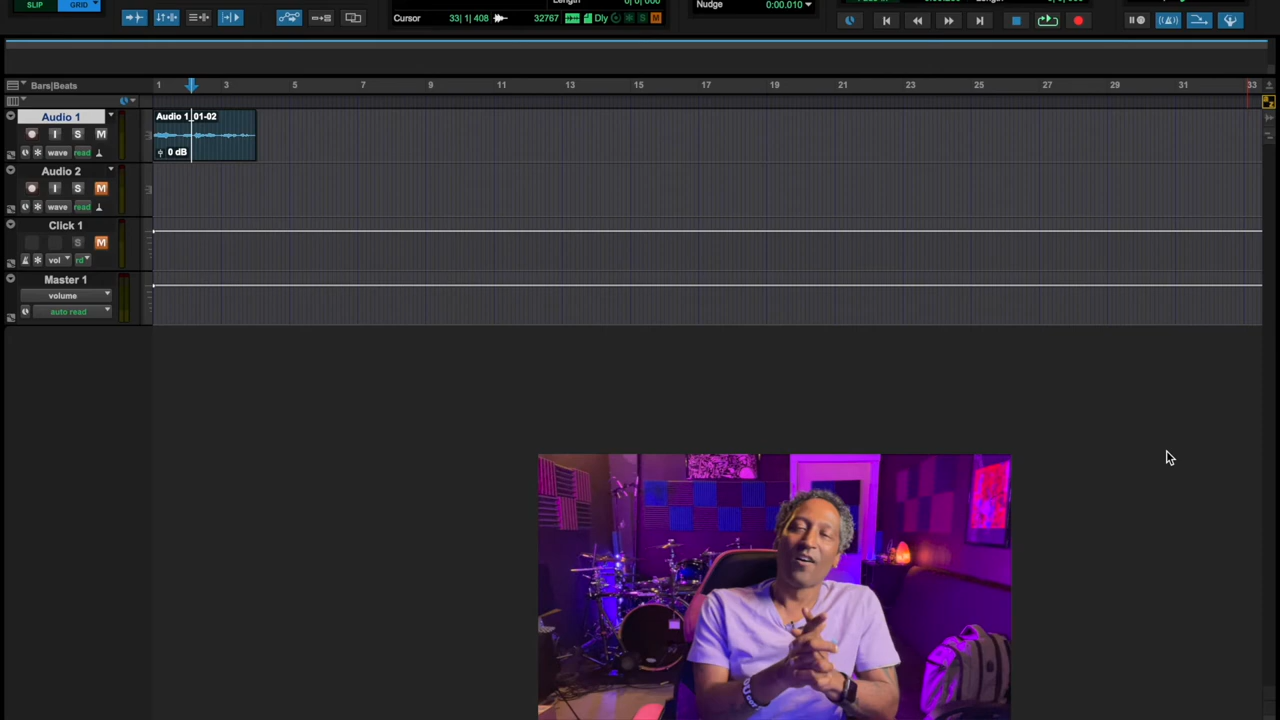 SLIP
GRID
Cursor 33| 1| 408 32767 Dly M
Nudge 0:00.010
Bars|Beats 1 3 5 7 9 11 13 15 17 19 21 23 25 27 29 31 33
Audio 1
I S M
wave read
Audio 1_01-02
0 dB
Audio 2
I S M
wave read
Click 1
S M
vol rd
Master 1
volume
auto read